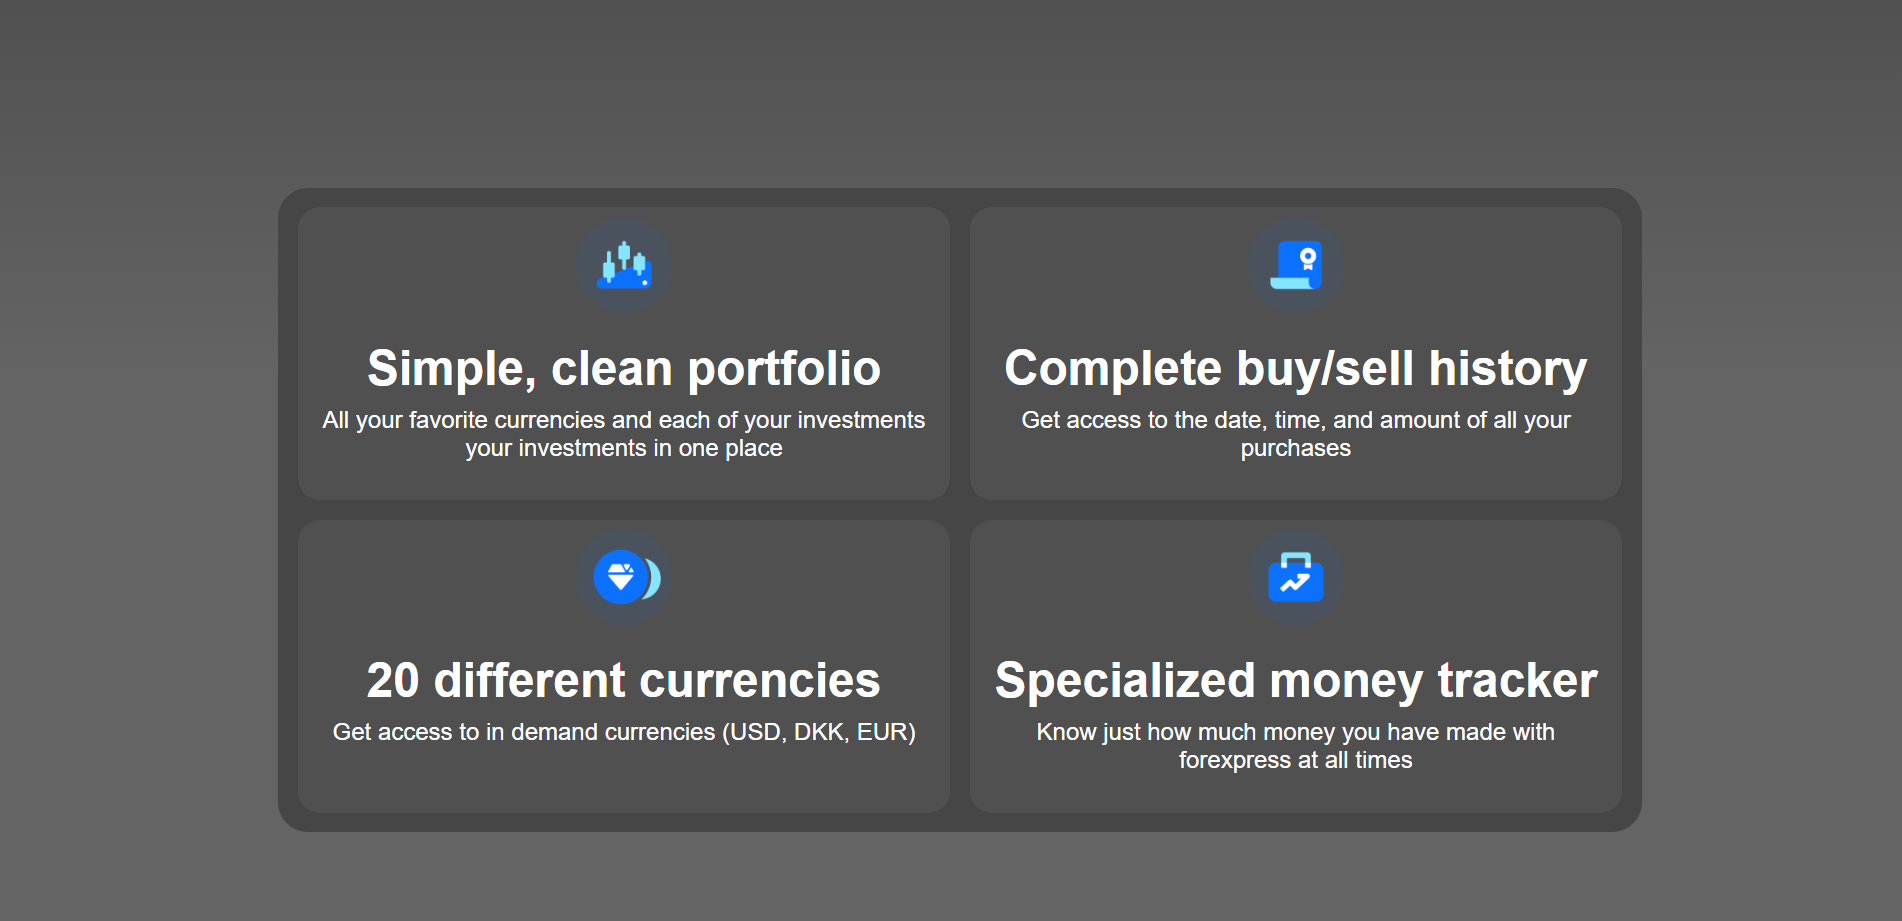 Simple, clean portfolio
All your favorite currencies and each of your investments
your investments in one place
Complete buy/sell history
Get access to the date, time, and amount of all your
purchases
20 different currencies
Get access to in demand currencies (USD, DKK, EUR)
Specialized money tracker
Know just how much money you have made with
forexpress at all times